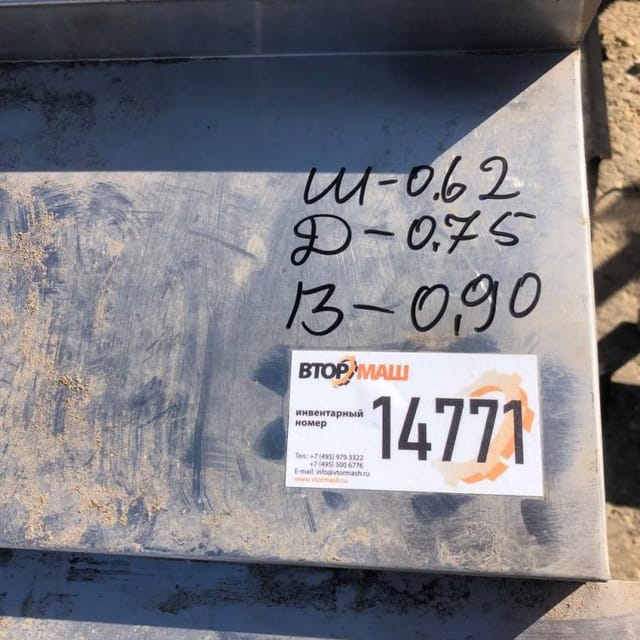 Ш-0.62
Д-0.75
В-0,90
ВТОРМАШ
инвентарный
номер
14771
Тел.: +7 (495) 979 3322
+7 (495) 500 6776
E-mail: info@vtormash.ru
www.vtormash.ru